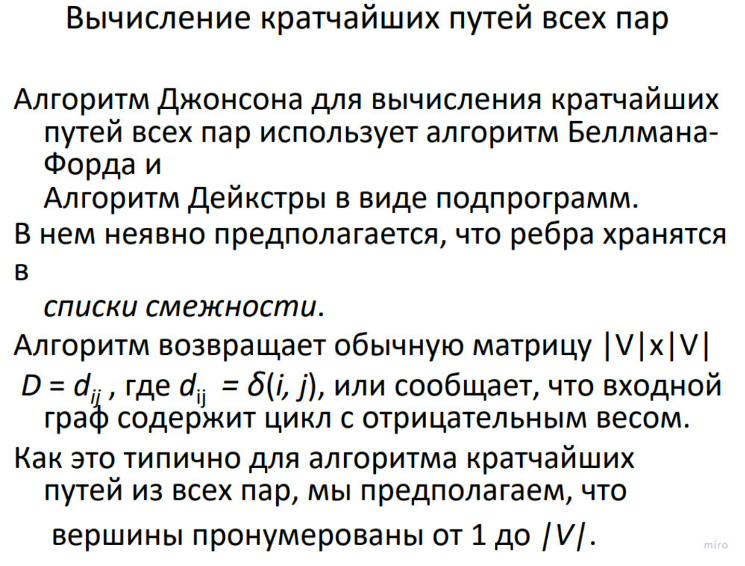 Вычисление кратчайших путей всех пар
Алгоритм Джонсона для вычисления кратчайших
путей всех пар использует алгоритм Беллмана-
Форда и
Алгоритм Дейкстры в виде подпрограмм.
В нем неявно предполагается, что ребра хранятся
в
списки смежности.
Алгоритм возвращает обычную матрицу |V|x|V|
D = dij , где dij = δ(i, j), или сообщает, что входной
граф содержит цикл с отрицательным весом.
Как это типично для алгоритма кратчайших
путей из всех пар, мы предполагаем, что
вершины пронумерованы от 1 до |V|.
miro